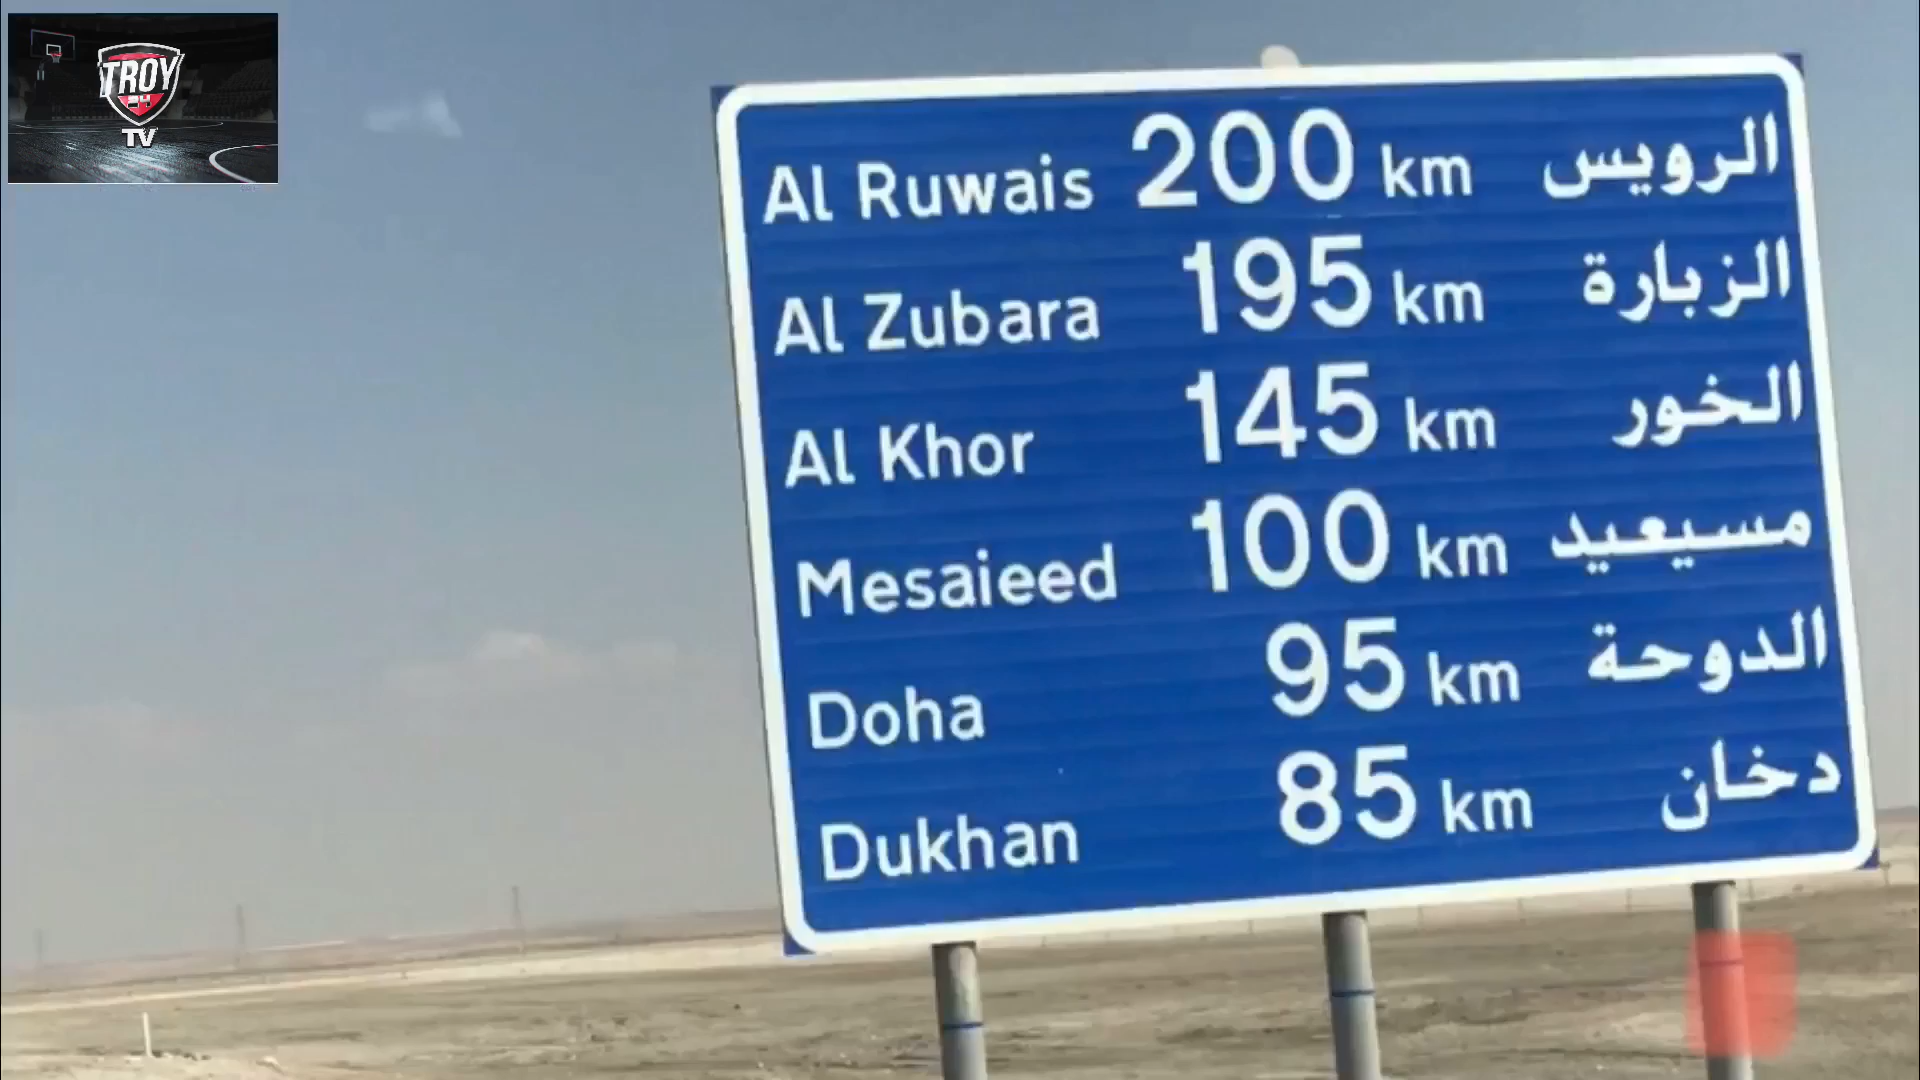 TROY
24
TV
Al Ruwais 200 km الرويس
Al Zubara 195 km الزبارة
Al Khor 145 km الخور
Mesaieed 100 km مسيعيد
Doha 95 km الدوحة
Dukhan 85 km دخان